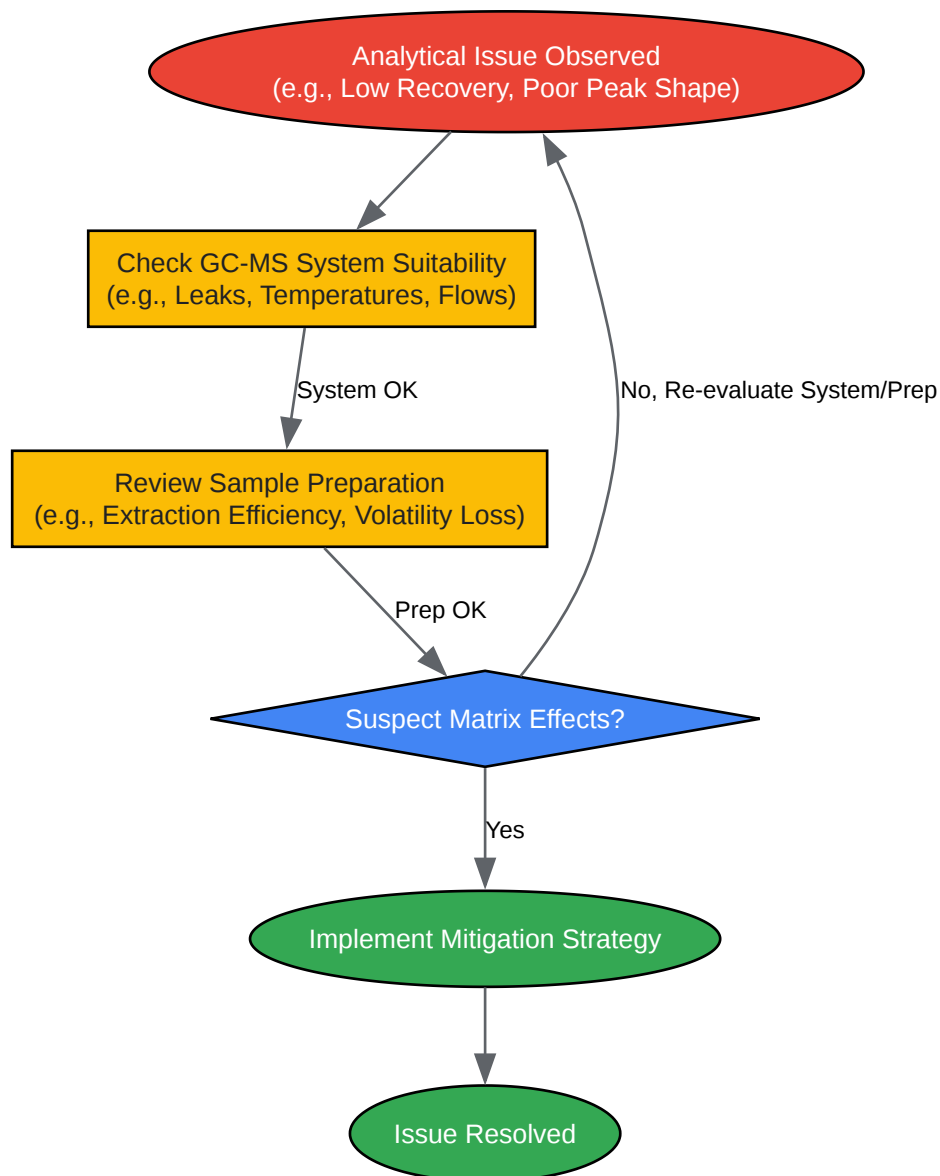 Analytical Issue Observed
(e.g., Low Recovery, Poor Peak Shape)
Check GC-MS System Suitability
(e.g., Leaks, Temperatures, Flows)
System OK
No, Re-evaluate System/Prep
Review Sample Preparation
(e.g., Extraction Efficiency, Volatility Loss)
Prep OK
Suspect Matrix Effects?
Yes
Implement Mitigation Strategy
Issue Resolved